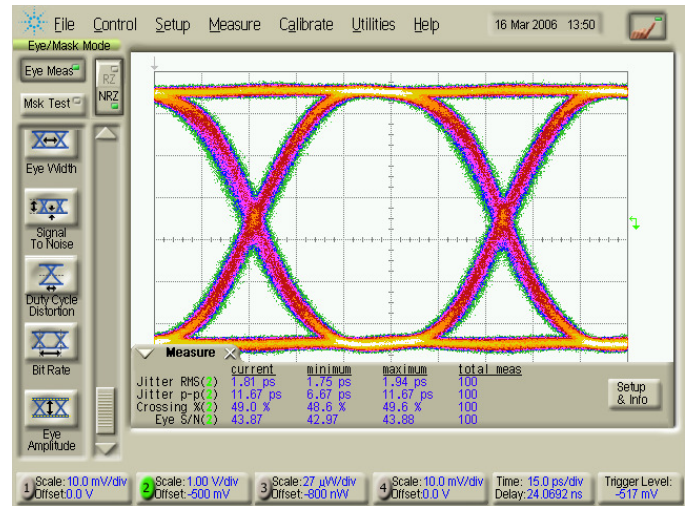 File Control Setup Measure Calibrate Utilities Help 16 Mar 2006 13:50
Eye/Mask Mode
Eye Meas
RZ
NRZ
Msk Test
Eye Width
Signal
To Noise
Duty Cycle
Distortion
Bit Rate
Eye
Amplitude
Measure
current minimum maximum total meas
Jitter RMS(2) 1.81 ps 1.75 ps 1.94 ps 100
Jitter p-p(2) 11.67 ps 6.67 ps 11.67 ps 100
Crossing %(2) 49.0 % 48.6 % 49.6 % 100
Eye S/N(2) 43.87 42.97 43.88 100
Setup
& Info
1 Scale:10.0 mV/div
Offset:0.0 V
2 Scale:1.00 V/div
Offset:-500 mV
3 Scale:27 µW/div
Offset:-800 nW
4 Scale:10.0 mV/div
Offset:0.0 V
Time: 15.0 ps/div
Delay:24.0692 ns
Trigger Level:
-517 mV